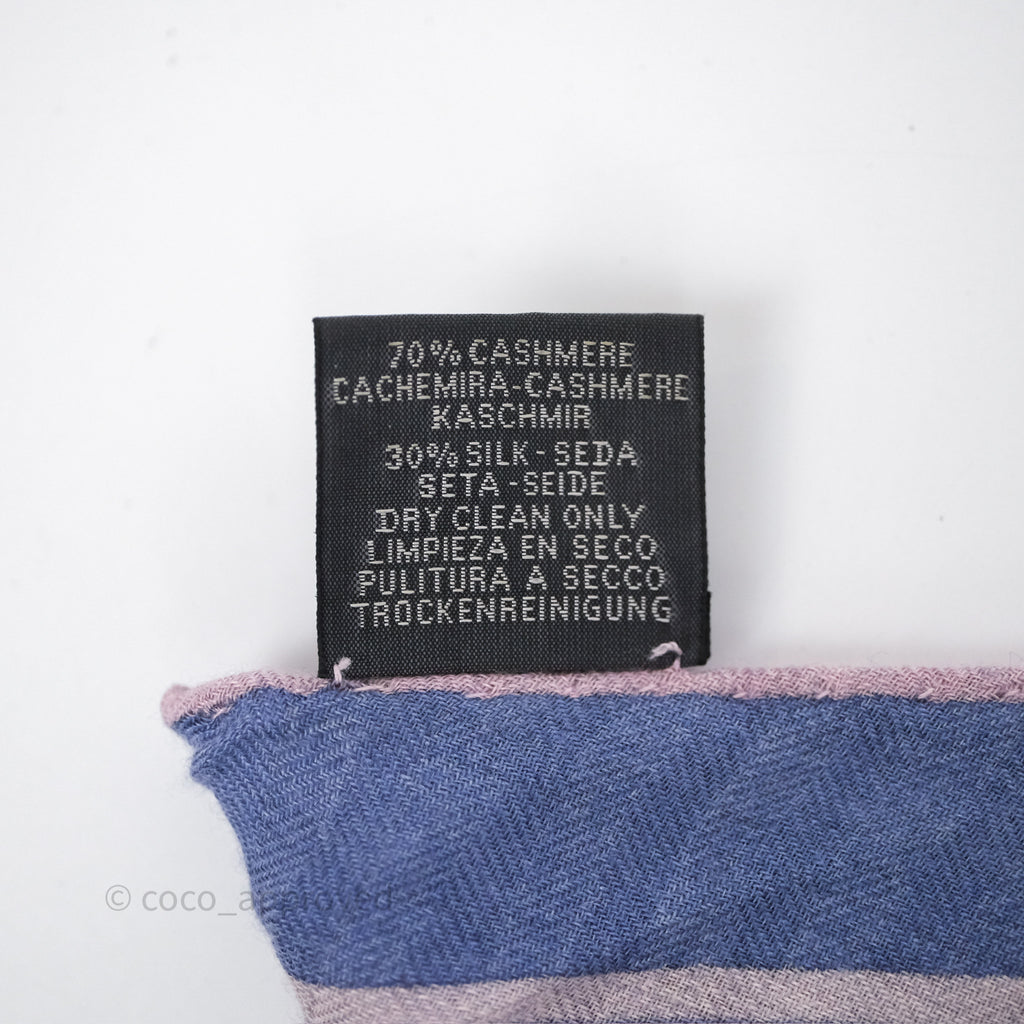 70% CASHMERE
CACHEMIRA-CASHMERE
KASCHMIR
30% SILK - SEDA
SETA - SEIDE
DRY CLEAN ONLY
LIMPIEZA EN SECO
PULITURA A SECCO
TROCKENREINIGUNG
© coco_approved